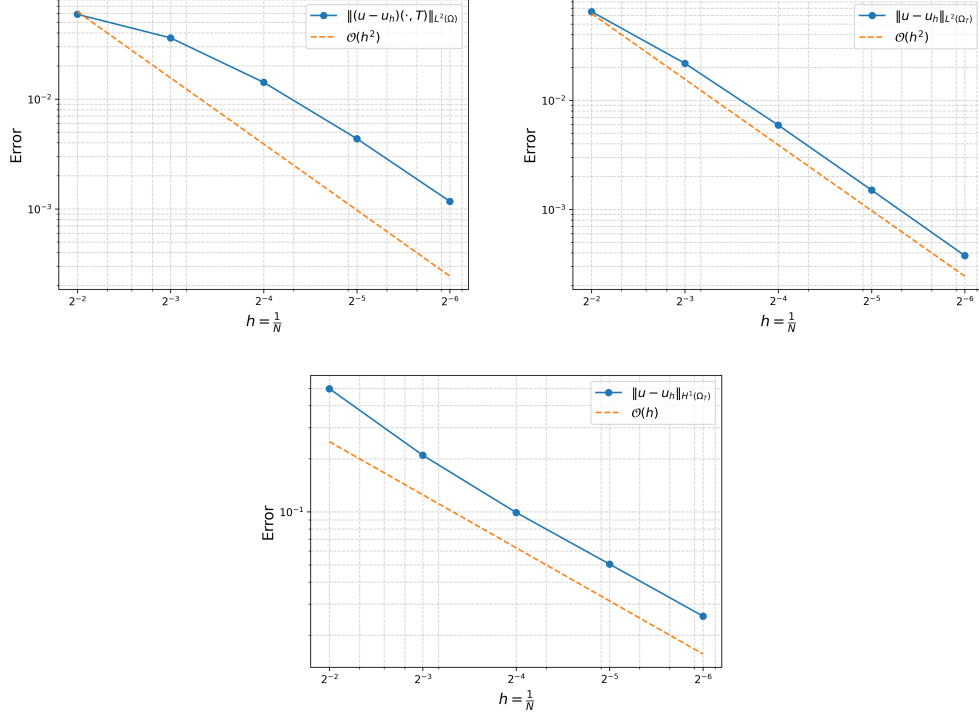 ‖(u − u_h)(·, T)‖_{L²(Ω)}
𝒪(h²)
10⁻²
10⁻³
Error
2⁻² 2⁻³ 2⁻⁴ 2⁻⁵ 2⁻⁶
h = 1/N
‖u − u_h‖_{L²(Ω_T)}
𝒪(h²)
10⁻²
10⁻³
Error
2⁻² 2⁻³ 2⁻⁴ 2⁻⁵ 2⁻⁶
h = 1/N
‖u − u_h‖_{H¹(Ω_T)}
𝒪(h)
10⁻¹
Error
2⁻² 2⁻³ 2⁻⁴ 2⁻⁵ 2⁻⁶
h = 1/N